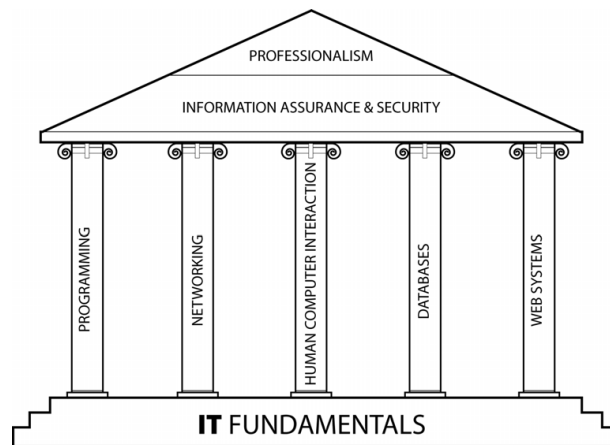 PROFESSIONALISM
INFORMATION ASSURANCE & SECURITY
PROGRAMMING
NETWORKING
HUMAN COMPUTER INTERACTION
DATABASES
WEB SYSTEMS
IT FUNDAMENTALS